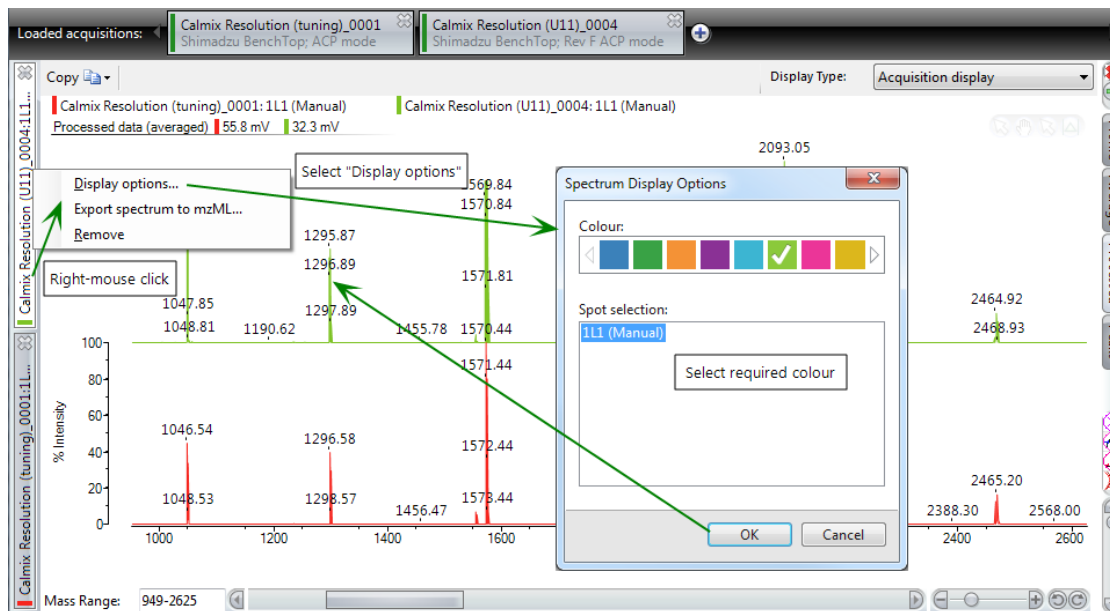 Loaded acquisitions:
Calmix Resolution (tuning)_0001
Shimadzu BenchTop; ACP mode
Calmix Resolution (U11)_0004
Shimadzu BenchTop; Rev F ACP mode
Copy
Display Type:
Acquisition display
Calmix Resolution (U11)_0004:1L1...
Calmix Resolution (tuning)_0001:1L...
Calmix Resolution (tuning)_0001: 1L1 (Manual)
Calmix Resolution (U11)_0004: 1L1 (Manual)
Processed data (averaged)
55.8 mV
32.3 mV
2093.05
Select "Display options"
Display options...
Export spectrum to mzML...
Remove
Right-mouse click
1569.84
1570.84
1295.87
1296.89
1571.81
1047.85
1297.89
1048.81
1190.62
1455.78
1570.44
2464.92
2468.93
Spectrum Display Options
Colour:
Spot selection:
1L1 (Manual)
Select required colour
OK
Cancel
% Intensity
100
80
60
40
20
0
1571.44
1046.54
1296.58
1572.44
1048.53
1298.57
1456.47
1573.44
2465.20
2388.30
2568.00
1000
1200
1400
1600
2400
2600
Mass Range:
949-2625